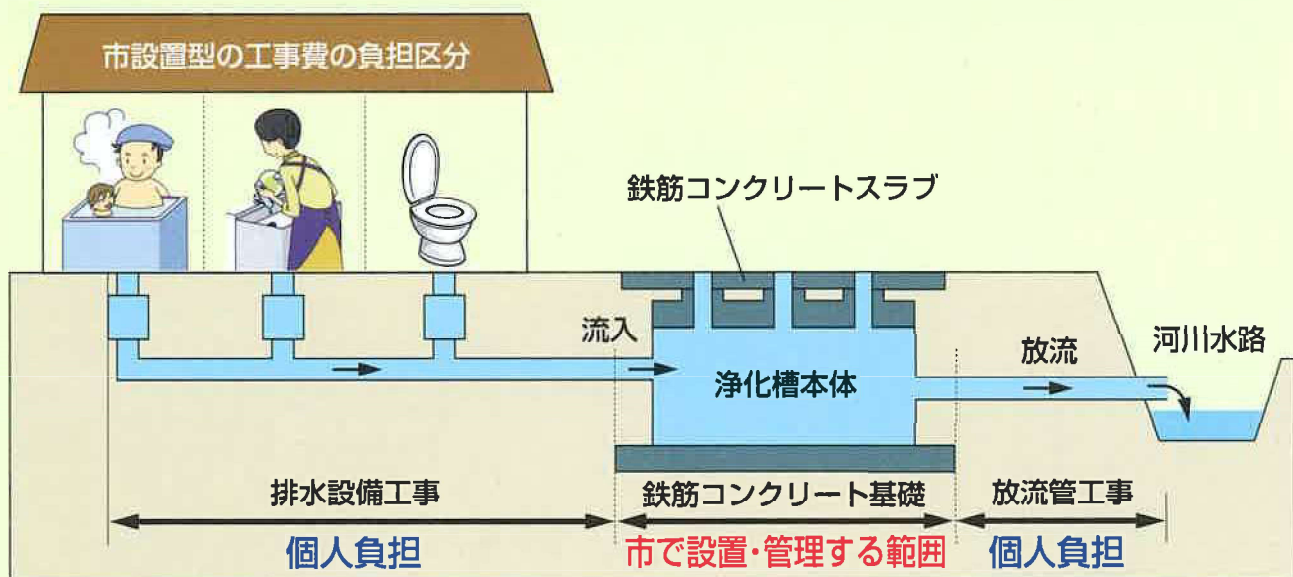 市設置型の工事費の負担区分
鉄筋コンクリートスラブ
流入
浄化槽本体
放流
河川水路
排水設備工事
鉄筋コンクリート基礎
放流管工事
個人負担
市で設置・管理する範囲
個人負担